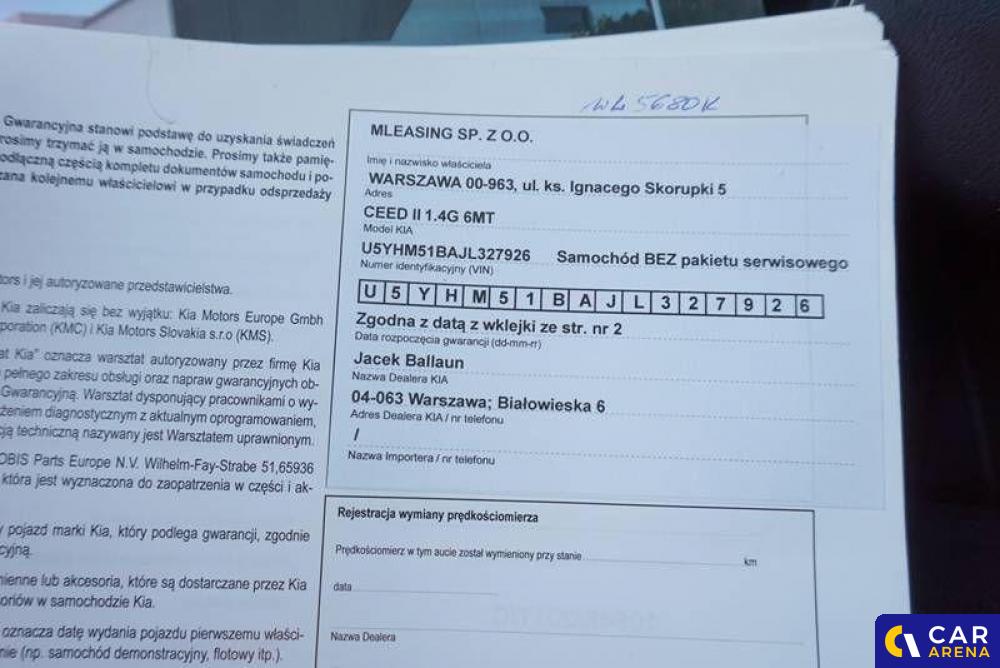 WL 5680K
Gwarancyjna stanowi podstawę do uzyskania świadczeń
rosimy trzymać ją w samochodzie. Prosimy także pamię-
odłączną częścią kompletu dokumentów samochodu i po-
zana kolejnemu właścicielowi w przypadku odsprzedaży
tors i jej autoryzowane przedstawicielstwa.
Kia zaliczają się bez wyjątku: Kia Motors Europe Gmbh
poration (KMC) i Kia Motors Slovakia s.r.o (KMS).
at Kia” oznacza warsztat autoryzowany przez firmę Kia
pełnego zakresu obsługi oraz napraw gwarancyjnych ob-
Gwarancyjną. Warsztat dysponujący pracownikami o wy-
żeniem diagnostycznym z aktualnym oprogramowaniem,
cją techniczną nazywany jest Warsztatem uprawnionym.
OBIS Parts Europe N.V. Wilhelm-Fay-Strabe 51,65936
która jest wyznaczona do zaopatrzenia w części i ak-
y pojazd marki Kia, który podlega gwarancji, zgodnie
cyjną.
mienne lub akcesoria, które są dostarczane przez Kia
oriów w samochodzie Kia.
oznacza datę wydania pojazdu pierwszemu właści-
nie (np. samochód demonstracyjny, flotowy itp.).
MLEASING SP. Z O.O.
Imię i nazwisko właściciela
WARSZAWA 00-963, ul. ks. Ignacego Skorupki 5
Adres
CEED II 1.4G 6MT
Model KIA
U5YHM51BAJL327926 Samochód BEZ pakietu serwisowego
Numer identyfikacyjny (VIN)
U 5 Y H M 5 1 B A J L 3 2 7 9 2 6
Zgodna z datą z wklejki ze str. nr 2
Data rozpoczęcia gwarancji (dd-mm-rr)
Jacek Ballaun
Nazwa Dealera KIA
04-063 Warszawa; Białowieska 6
Adres Dealera KIA / nr telefonu
/
Nazwa Importera / nr telefonu
Rejestracja wymiany prędkościomierza
Prędkościomierz w tym aucie został wymieniony przy stanie km
data
Nazwa Dealera
CAR
ARENA